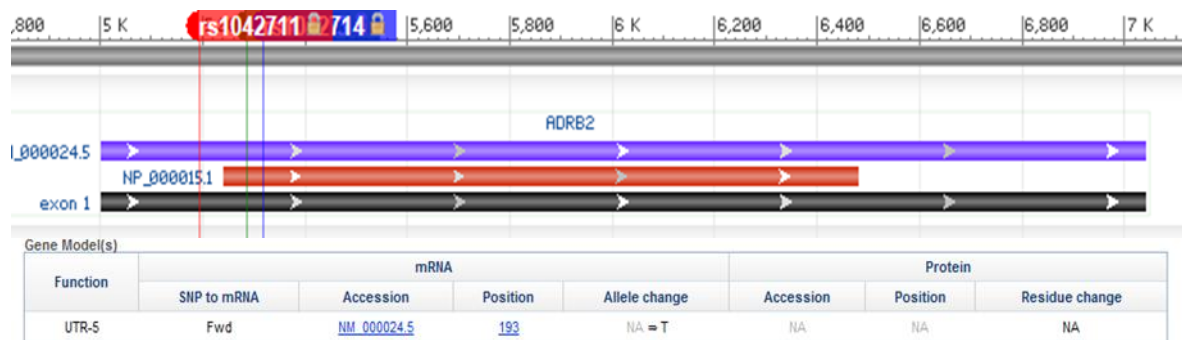 ,800 5 K rs1042711 714 5,600 5,800 6 K 6,200 6,400 6,600 6,800 7 K
ADRB2
_000024.5
NP_000015.1
exon 1
Gene Model(s)
Function mRNA Protein
SNP to mRNA Accession Position Allele change Accession Position Residue change
UTR-5 Fwd NM_000024.5 193 NA = T NA NA NA